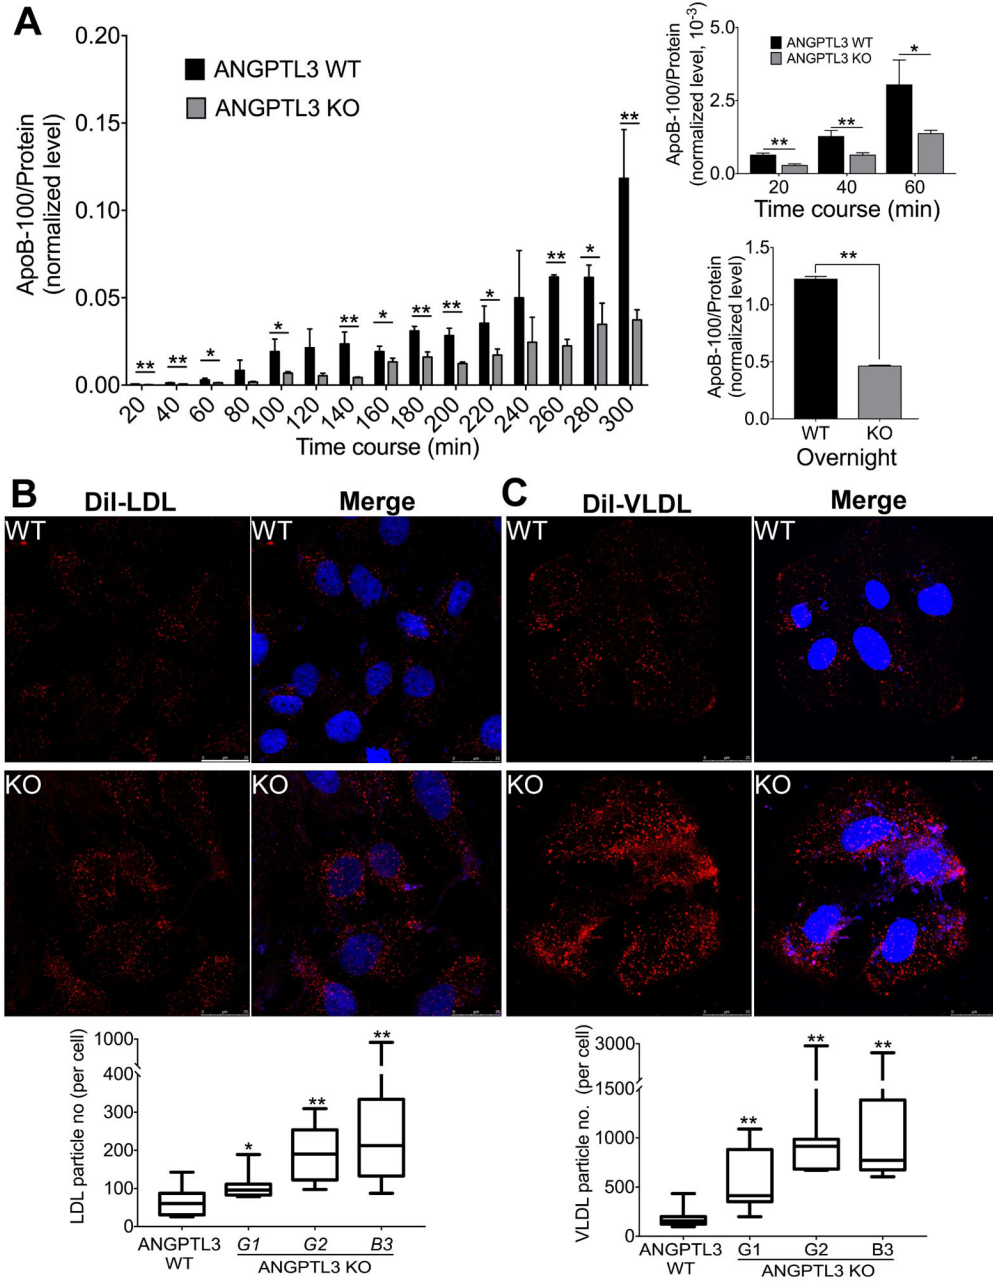 A
ApoB-100/Protein
(normalized level)
0.20
0.15
0.10
0.05
0.00
ANGPTL3 WT
ANGPTL3 KO
** ** * * ** * ** ** * ** * **
20 40 60 80 100 120 140 160 180 200 220 240 260 280 300
Time course (min)
ApoB-100/Protein
(normalized level, 10-3)
5.0
2.5
0.0
ANGPTL3 WT
ANGPTL3 KO
** ** *
20 40 60
Time course (min)
ApoB-100/Protein
(normalized level)
1.5
1.0
0.5
0.0
**
WT KO
Overnight
B
DiI-LDL Merge
WT WT
KO KO
LDL particle no (per cell)
1000
400
300
200
100
0
* ** **
ANGPTL3
WT
G1 G2 B3
ANGPTL3 KO
C
DiI-VLDL Merge
WT WT
KO KO
VLDL particle no. (per cell)
3000
1500
1000
500
0
** ** **
ANGPTL3
WT
G1 G2 B3
ANGPTL3 KO